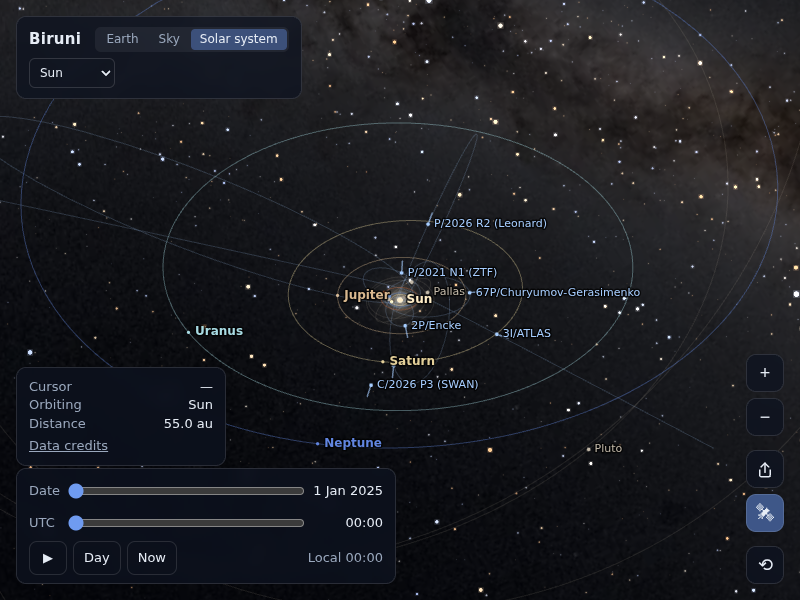 Biruni Earth Sky Solar system
Sun
P/2026 R2 (Leonard)
P/2021 N1 (ZTF)
Jupiter Sun Pallas 67P/Churyumov-Gerasimenko
2P/Encke
3I/ATLAS
Uranus
Saturn
C/2026 P3 (SWAN)
Neptune
Pluto
Cursor —
Orbiting Sun
Distance 55.0 au
Data credits
Date 1 Jan 2025
UTC 00:00
▶ Day Now Local 00:00
+
−
⟲